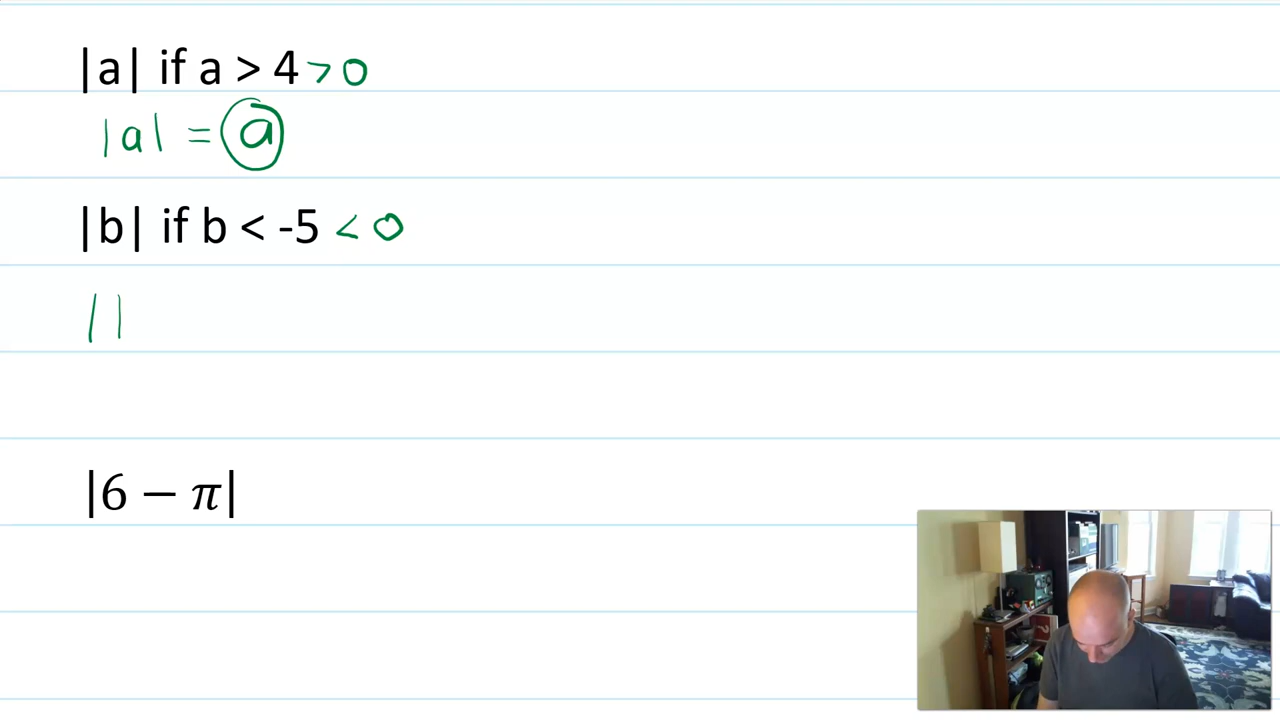 |a| if a > 4 > 0
|a| = a
|b| if b < -5 < 0
||
|6 − π|